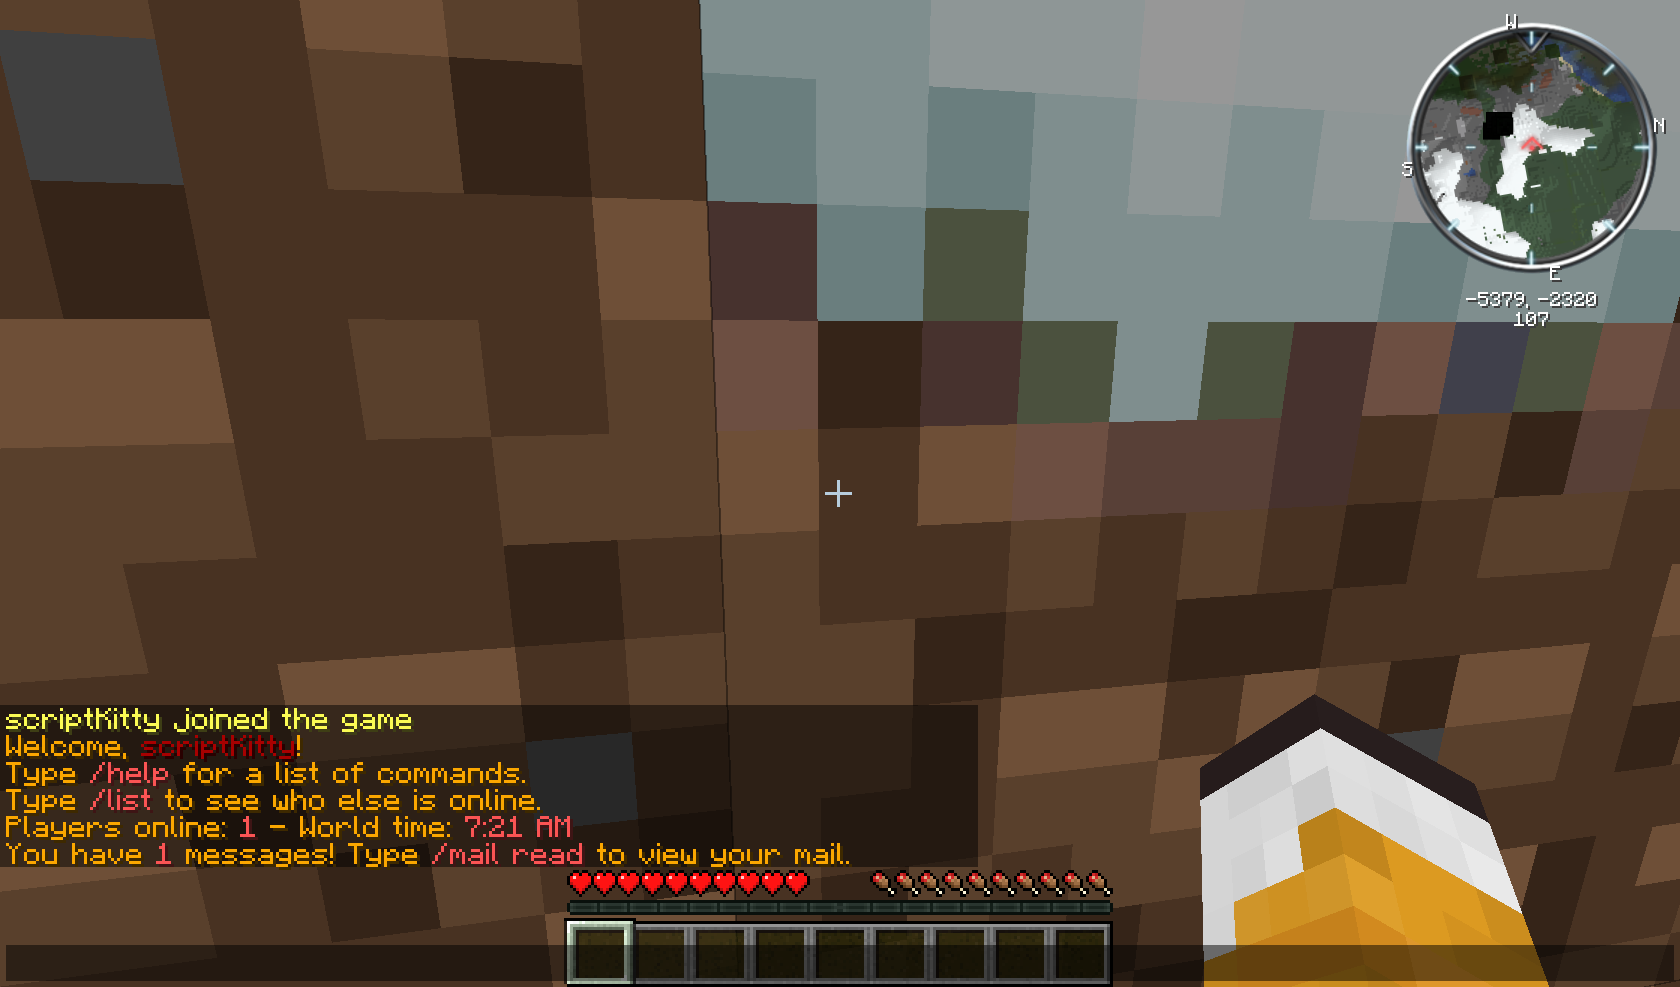 W
N
S
E
-5379, -2320
107
scriptKitty joined the game
Welcome, scriptKitty!
Type /help for a list of commands.
Type /list to see who else is online.
Players online: 1 - World time: 7:21 AM
You have 1 messages! Type /mail read to view your mail.